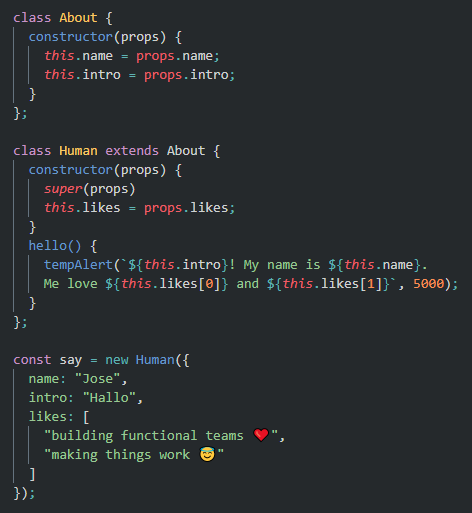 class About {
  constructor(props) {
    this.name = props.name;
    this.intro = props.intro;
  }
};

class Human extends About {
  constructor(props) {
    super(props)
    this.likes = props.likes;
  }
  hello() {
    tempAlert(`${this.intro}! My name is ${this.name}.
    Me love ${this.likes[0]} and ${this.likes[1]}`, 5000);
  }
};

const say = new Human({
  name: "Jose",
  intro: "Hallo",
  likes: [
    "building functional teams ❤️",
    "making things work 😇"
  ]
});